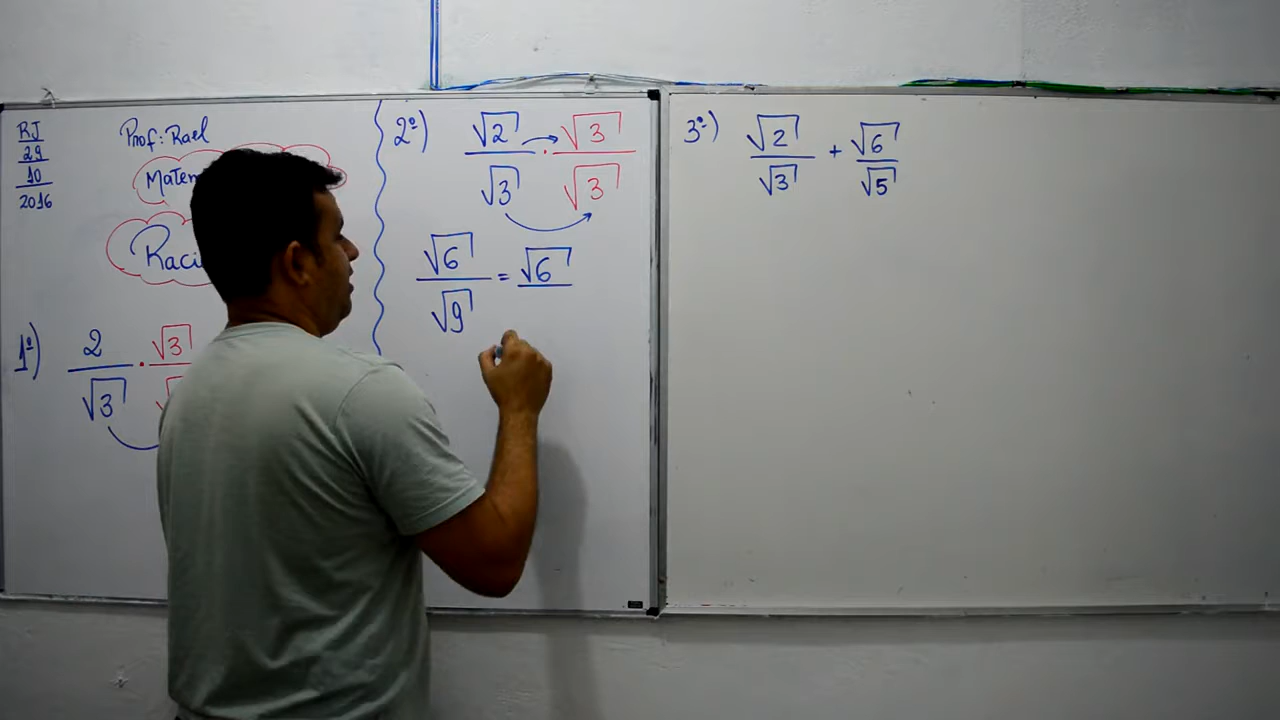 RJ
29
10
2016
Prof: Rael
1º) 2/√3 · √3
2º) √2/√3 · √3/√3
√6/√9 = √6
3º) √2/√3 + √6/√5